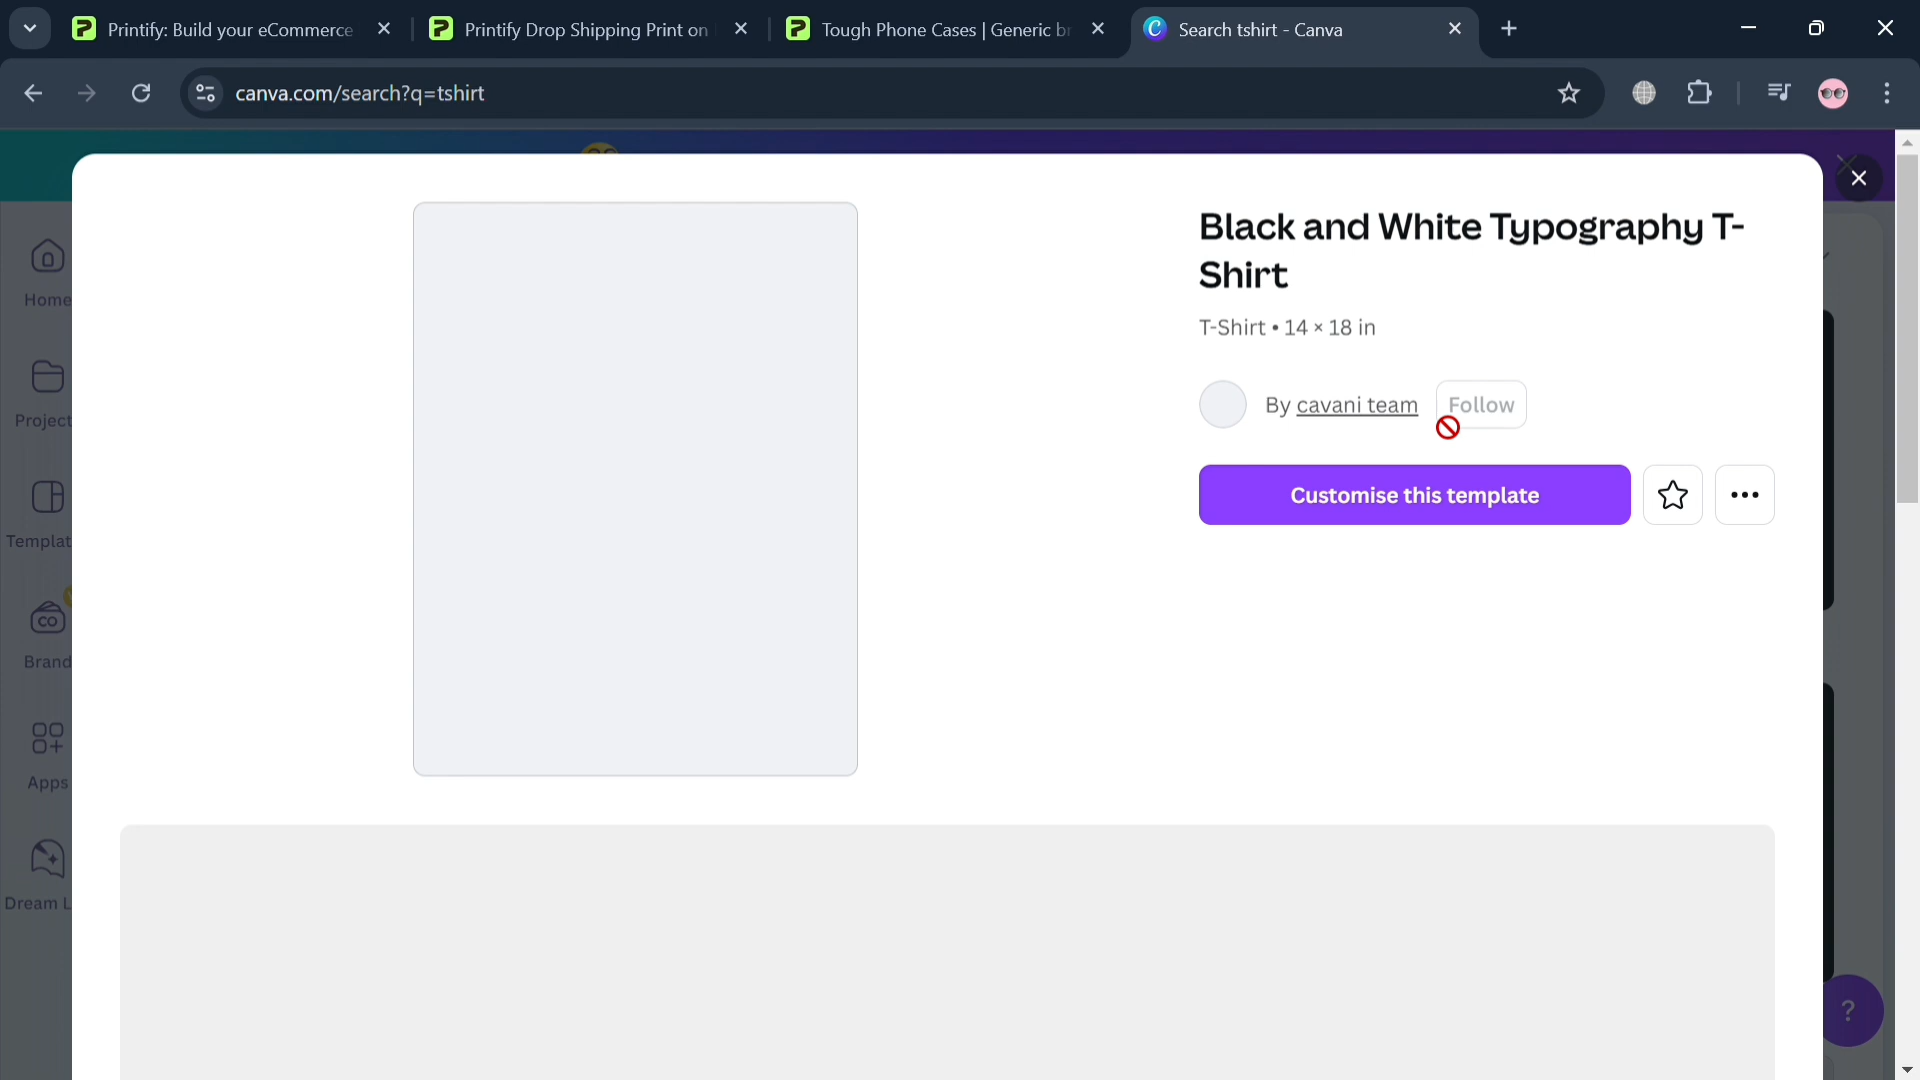 Printify: Build your eCommerce
Printify Drop Shipping Print on
Tough Phone Cases | Generic br
Search tshirt - Canva
canva.com/search?q=tshirt
Black and White Typography T-
Shirt
T-Shirt • 14 × 18 in
By cavani team
Follow
Customise this template
Home
Project
Templat
Brand
Apps
Dream L
?